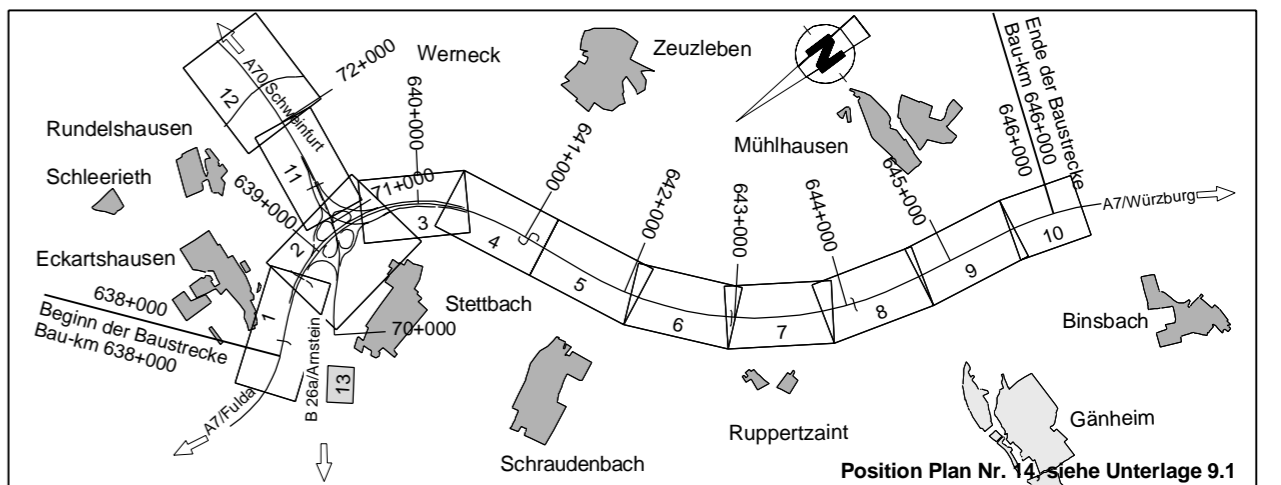 Werneck
Zeuzleben
Ende der Baustrecke
Bau-km 646+000
646+000
A70/Schweinfurt
72+000
12
640+000
N
Rundelshausen
641+000
Mühlhausen
Schleerieth
11
639+000
71+000
642+000
643+000
644+000
645+000
A7/Würzburg
2
3
4
10
Eckartshausen
5
9
638+000
Beginn der Baustrecke
Bau-km 638+000
1
Stettbach
6
7
8
Binsbach
70+000
B 26a/Arnstein
13
A7/Fulda
Ruppertzaint
Gänheim
Schraudenbach
Position Plan Nr. 14, siehe Unterlage 9.1